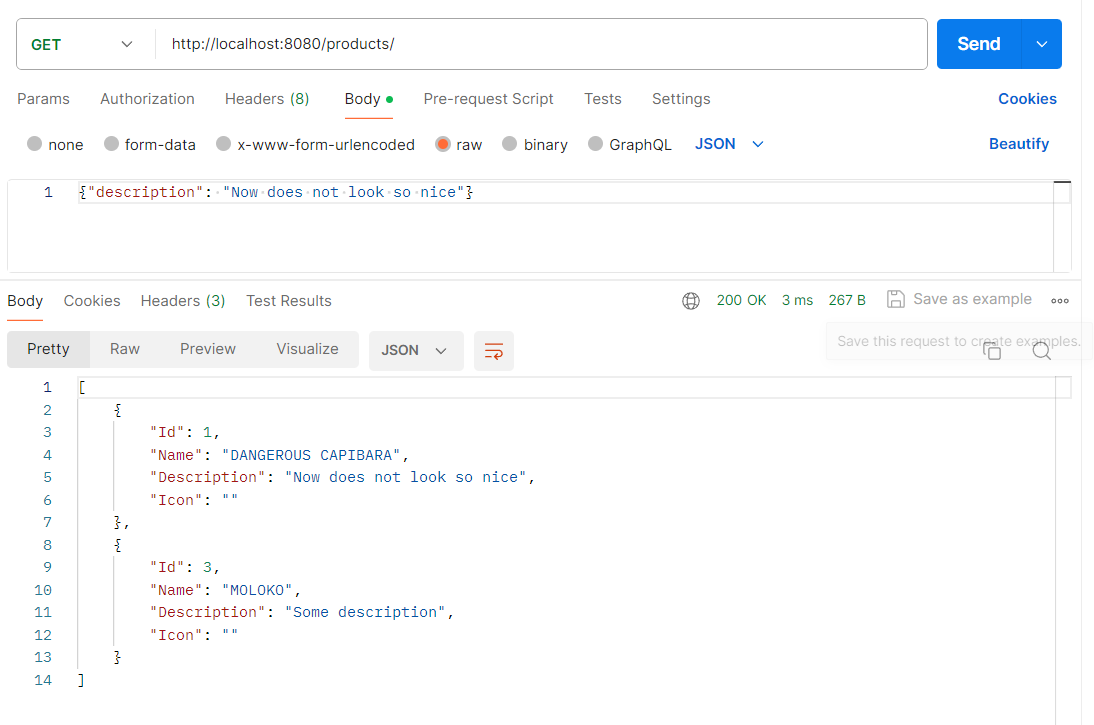 GET http://localhost:8080/products/ Send
Params Authorization Headers (8) Body Pre-request Script Tests Settings Cookies
none form-data x-www-form-urlencoded raw binary GraphQL JSON Beautify
1 {"description": "Now does not look so nice"}
Body Cookies Headers (3) Test Results 200 OK 3 ms 267 B Save as example
Save this request to create examples.
Pretty Raw Preview Visualize JSON
1 [
2 {
3 "Id": 1,
4 "Name": "DANGEROUS CAPIBARA",
5 "Description": "Now does not look so nice",
6 "Icon": ""
7 },
8 {
9 "Id": 3,
10 "Name": "MOLOKO",
11 "Description": "Some description",
12 "Icon": ""
13 }
14 ]